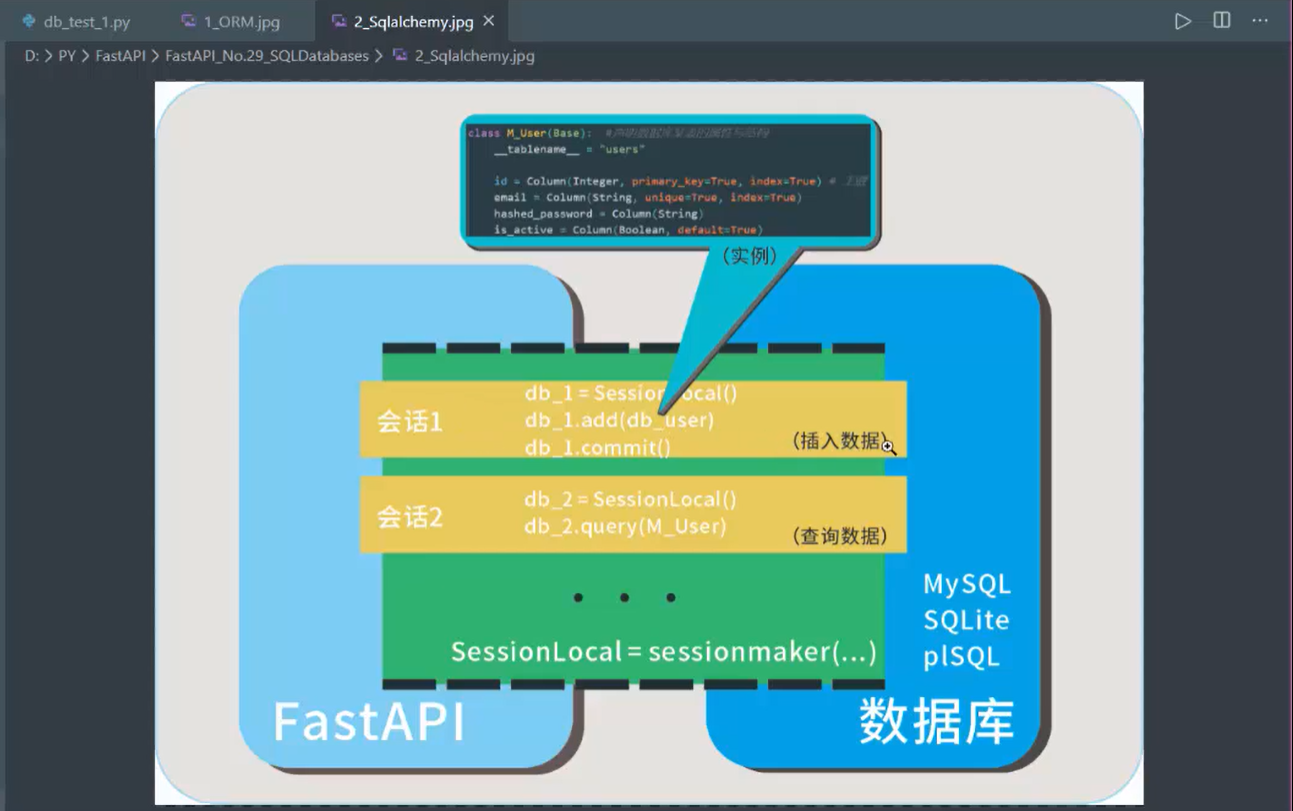 db_test_1.py
1_ORM.jpg
2_Sqlalchemy.jpg
D: > PY > FastAPI > FastAPI_No.29_SQLDatabases > 2_Sqlalchemy.jpg
class M_User(Base): #
__tablename__ = "users"
id = Column(Integer, primary_key=True, index=True) #
email = Column(String, unique=True, index=True)
hashed_password = Column(String)
is_active = Column(Boolean, default=True)
(实例)
会话1
db_1 = SessionLocal()
db_1.add(db_user)
db_1.commit()
(插入数据)
会话2
db_2 = SessionLocal()
db_2.query(M_User)
(查询数据)
MySQL
SQLite
plSQL
SessionLocal = sessionmaker(...)
FastAPI
数据库